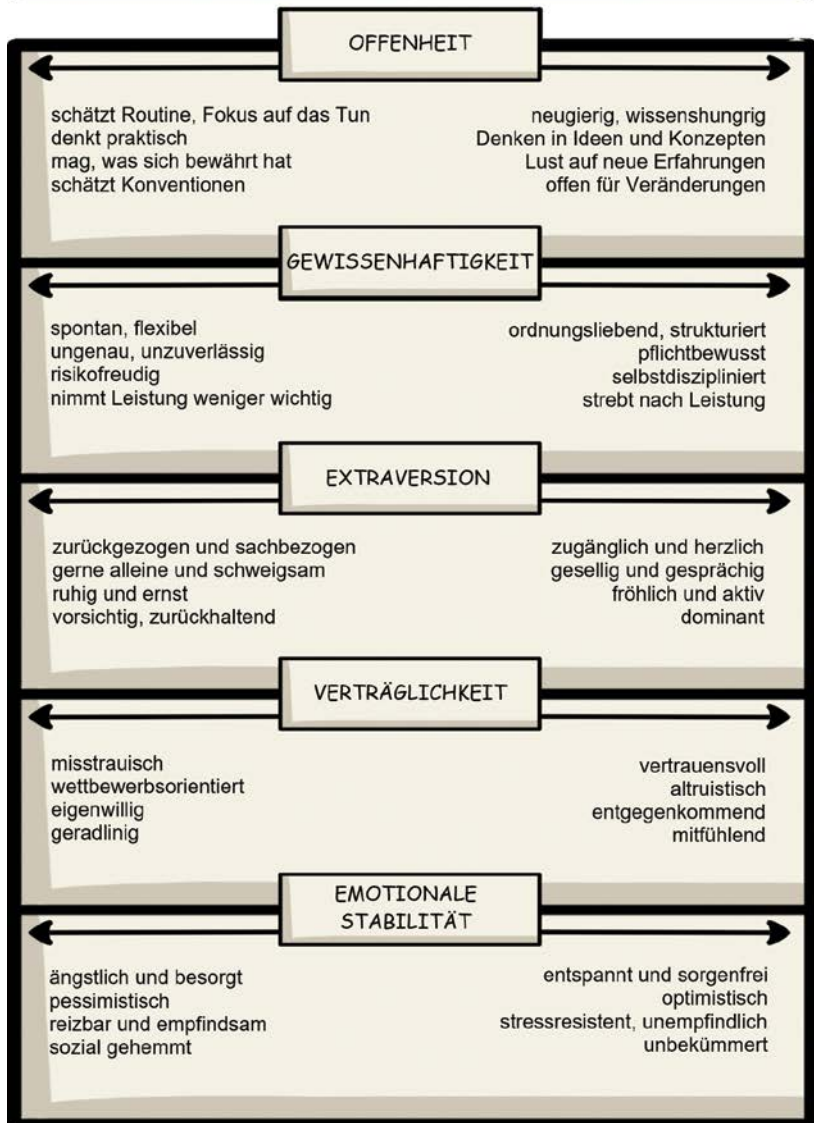 OFFENHEIT
schätzt Routine, Fokus auf das Tun
denkt praktisch
mag, was sich bewährt hat
schätzt Konventionen
neugierig, wissenshungrig
Denken in Ideen und Konzepten
Lust auf neue Erfahrungen
offen für Veränderungen
GEWISSENHAFTIGKEIT
spontan, flexibel
ungenau, unzuverlässig
risikofreudig
nimmt Leistung weniger wichtig
ordnungsliebend, strukturiert
pflichtbewusst
selbstdiszipliniert
strebt nach Leistung
EXTRAVERSION
zurückgezogen und sachbezogen
gerne alleine und schweigsam
ruhig und ernst
vorsichtig, zurückhaltend
zugänglich und herzlich
gesellig und gesprächig
fröhlich und aktiv
dominant
VERTRÄGLICHKEIT
misstrauisch
wettbewerbsorientiert
eigenwillig
geradlinig
vertrauensvoll
altruistisch
entgegenkommend
mitfühlend
EMOTIONALE
STABILITÄT
ängstlich und besorgt
pessimistisch
reizbar und empfindsam
sozial gehemmt
entspannt und sorgenfrei
optimistisch
stressresistent, unempfindlich
unbekümmert